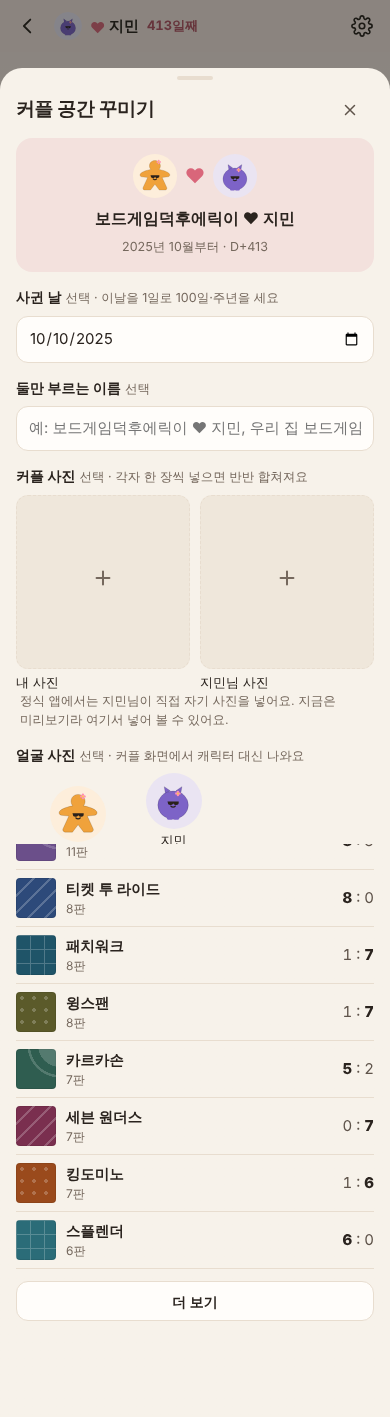 지민 413일째
커플 공간 꾸미기
보드게임덕후에릭이 ♥ 지민
2025년 10월부터 · D+413
사귄 날 선택 · 이날을 1일로 100일·주년을 세요
10/10/2025
둘만 부르는 이름 선택
예: 보드게임덕후에릭이 ♥ 지민, 우리 집 보드게임
커플 사진 선택 · 각자 한 장씩 넣으면 반반 합쳐져요
+ +
내 사진 지민님 사진
정식 앱에서는 지민님이 직접 자기 사진을 넣어요. 지금은
미리보기라 여기서 넣어 볼 수 있어요.
얼굴 사진 선택 · 커플 화면에서 캐릭터 대신 나와요
지민
11판
티켓 투 라이드 8 : 0
8판
패치워크 1 : 7
8판
윙스팬 1 : 7
8판
카르카손 5 : 2
7판
세븐 원더스 0 : 7
7판
킹도미노 1 : 6
7판
스플렌더 6 : 0
6판
더 보기